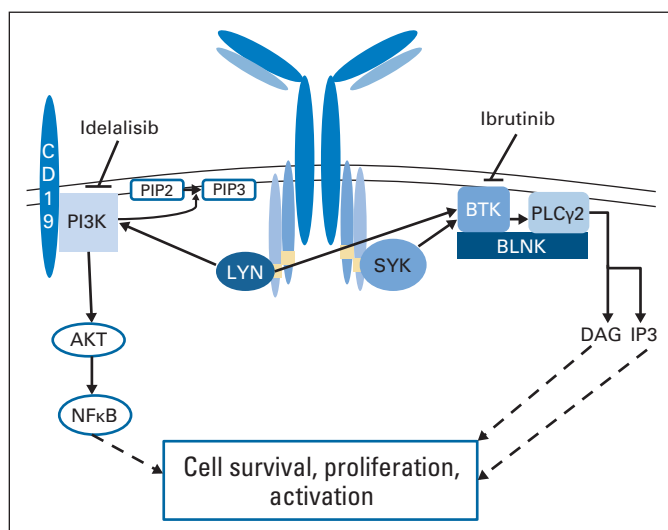 Idelalisib
Ibrutinib
C
D
1
9
PIP2
PIP3
PI3K
BTK
PLCγ2
BLNK
LYN
SYK
AKT
DAG IP3
NFκB
Cell survival, proliferation,
activation